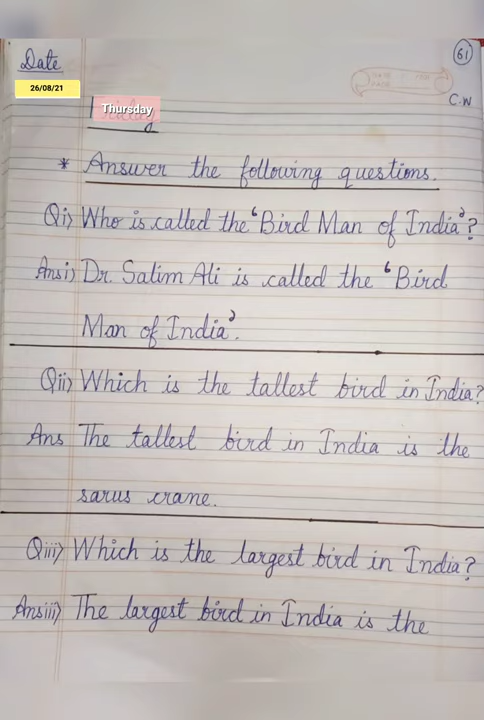 Date
61
26/08/21
C.W
Thursday
* Answer the following questions.
Qi) Who is called the 'Bird Man of India'?
Ans i) Dr. Salim Ali is called the 'Bird
Man of India'.
Qii) Which is the tallest bird in India?
Ans The tallest bird in India is the
sarus crane.
Qiii) Which is the largest bird in India?
Ansiii) The largest bird in India is the